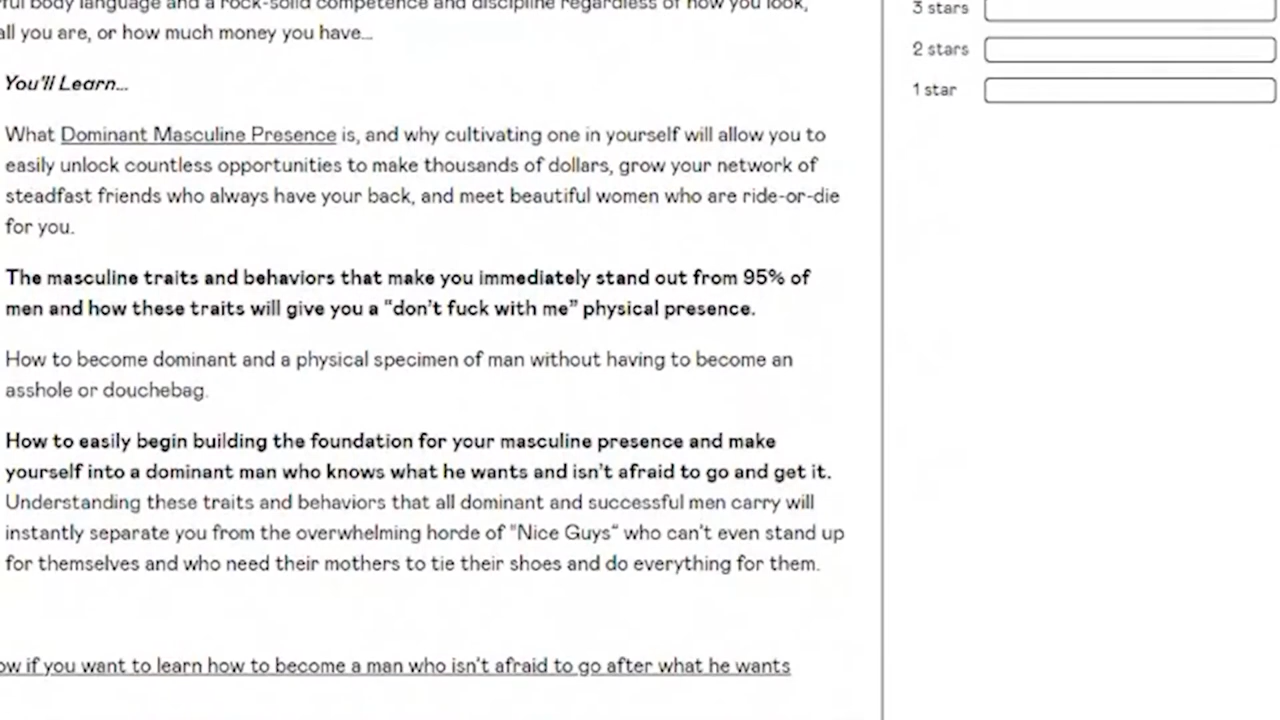 ful body language and a rock-solid competence and discipline regardless of how you look,
all you are, or how much money you have...
You'll Learn...
What Dominant Masculine Presence is, and why cultivating one in yourself will allow you to
easily unlock countless opportunities to make thousands of dollars, grow your network of
steadfast friends who always have your back, and meet beautiful women who are ride-or-die
for you.
The masculine traits and behaviors that make you immediately stand out from 95% of
men and how these traits will give you a "don't fuck with me" physical presence.
How to become dominant and a physical specimen of man without having to become an
asshole or douchebag.
How to easily begin building the foundation for your masculine presence and make
yourself into a dominant man who knows what he wants and isn't afraid to go and get it.
Understanding these traits and behaviors that all dominant and successful men carry will
instantly separate you from the overwhelming horde of "Nice Guys" who can't even stand up
for themselves and who need their mothers to tie their shoes and do everything for them.
ow if you want to learn how to become a man who isn't afraid to go after what he wants
3 stars
2 stars
1 star